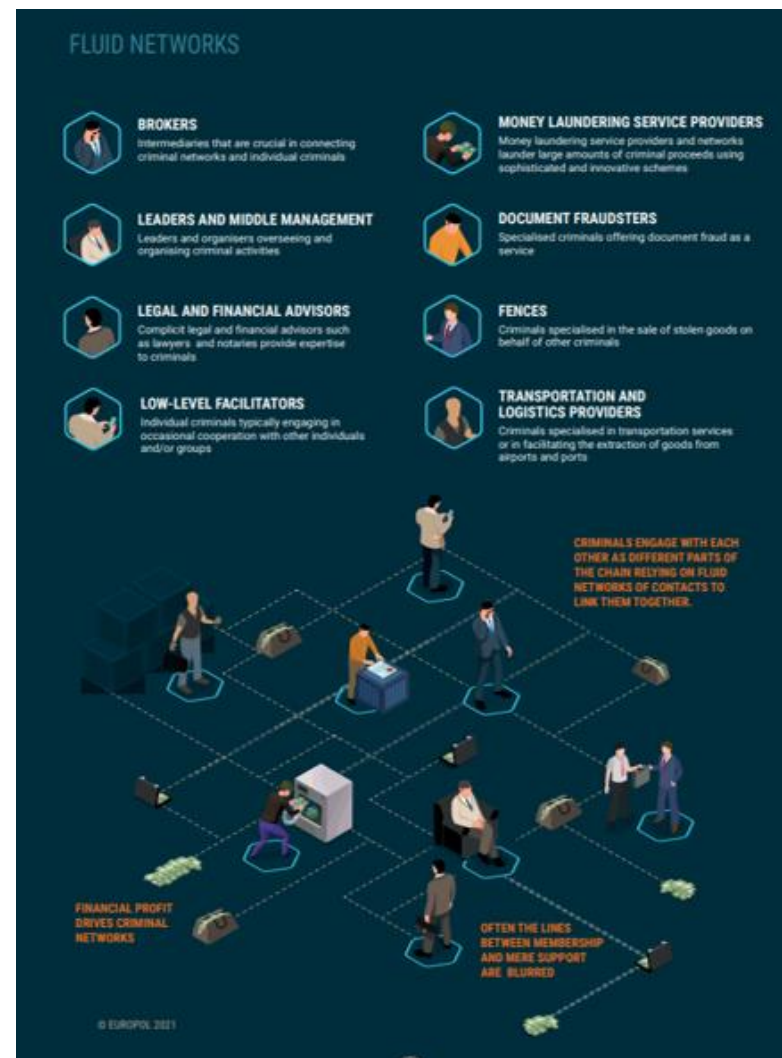 FLUID NETWORKS
BROKERS
Intermediaries that are crucial in connecting
criminal networks and individual criminals
LEADERS AND MIDDLE MANAGEMENT
Leaders and organisers overseeing and
organising criminal activities
LEGAL AND FINANCIAL ADVISORS
Complicit legal and financial advisors such
as lawyers and notaries provide expertise
to criminals
LOW-LEVEL FACILITATORS
Individual criminals typically engaging in
occasional cooperation with other individuals
and/or groups
MONEY LAUNDERING SERVICE PROVIDERS
Money laundering service providers and networks
launder large amounts of criminal proceeds using
sophisticated and innovative schemes
DOCUMENT FRAUDSTERS
Specialised criminals offering document fraud as a
service
FENCES
Criminals specialised in the sale of stolen goods on
behalf of other criminals
TRANSPORTATION AND
LOGISTICS PROVIDERS
Criminals specialised in transportation services
or in facilitating the extraction of goods from
airports and ports
CRIMINALS ENGAGE WITH EACH
OTHER AS DIFFERENT PARTS OF
THE CHAIN RELYING ON FLUID
NETWORKS OF CONTACTS TO
LINK THEM TOGETHER.
FINANCIAL PROFIT
DRIVES CRIMINAL
NETWORKS
OFTEN THE LINES
BETWEEN MEMBERSHIP
AND MERE SUPPORT
ARE BLURRED
© EUROPOL 2021